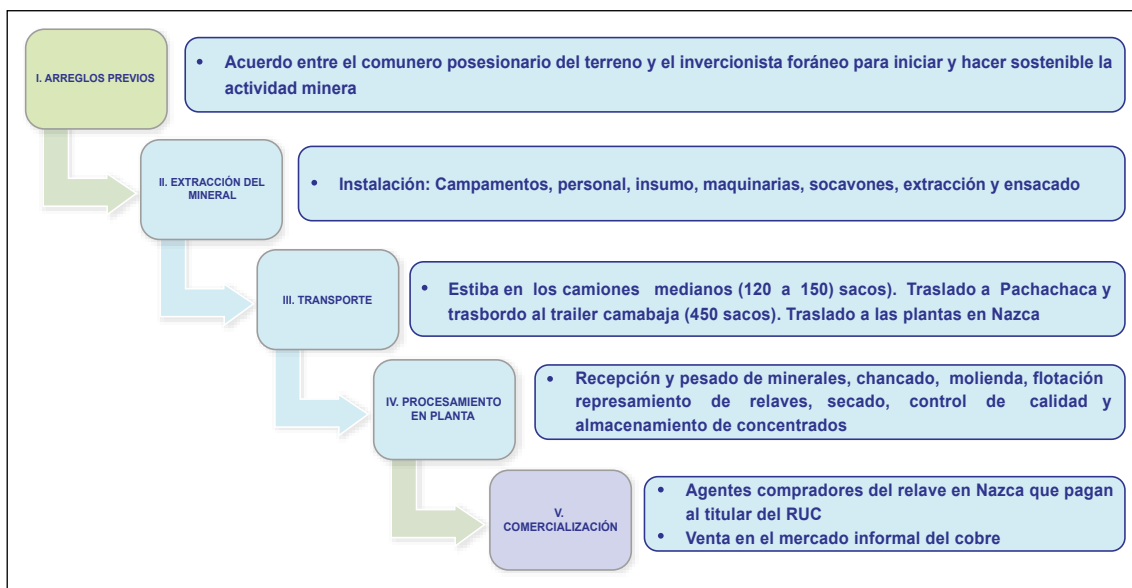 I. ARREGLOS PREVIOS
• Acuerdo entre el comunero posesionario del terreno y el invercionista foráneo para iniciar y hacer sostenible la
actividad minera
II. EXTRACCIÓN DEL
MINERAL
• Instalación: Campamentos, personal, insumo, maquinarias, socavones, extracción y ensacado
III. TRANSPORTE
• Estiba en los camiones medianos (120 a 150) sacos). Traslado a Pachachaca y
trasbordo al trailer camabaja (450 sacos). Traslado a las plantas en Nazca
IV. PROCESAMIENTO
EN PLANTA
• Recepción y pesado de minerales, chancado, molienda, flotación
represamiento de relaves, secado, control de calidad y
almacenamiento de concentrados
V.
COMERCIALIZACIÓN
• Agentes compradores del relave en Nazca que pagan
al titular del RUC
• Venta en el mercado informal del cobre